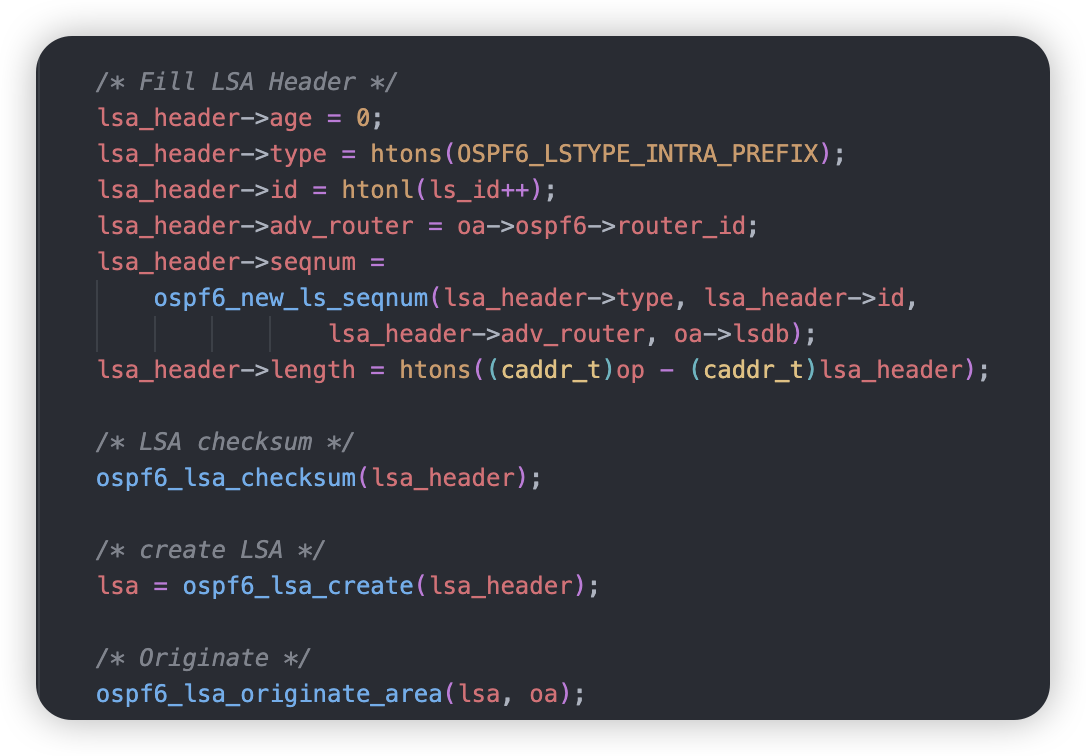 /* Fill LSA Header */
lsa_header->age = 0;
lsa_header->type = htons(OSPF6_LSTYPE_INTRA_PREFIX);
lsa_header->id = htonl(ls_id++);
lsa_header->adv_router = oa->ospf6->router_id;
lsa_header->seqnum =
ospf6_new_ls_seqnum(lsa_header->type, lsa_header->id,
lsa_header->adv_router, oa->lsdb);
lsa_header->length = htons((caddr_t)op - (caddr_t)lsa_header);
/* LSA checksum */
ospf6_lsa_checksum(lsa_header);
/* create LSA */
lsa = ospf6_lsa_create(lsa_header);
/* Originate */
ospf6_lsa_originate_area(lsa, oa);